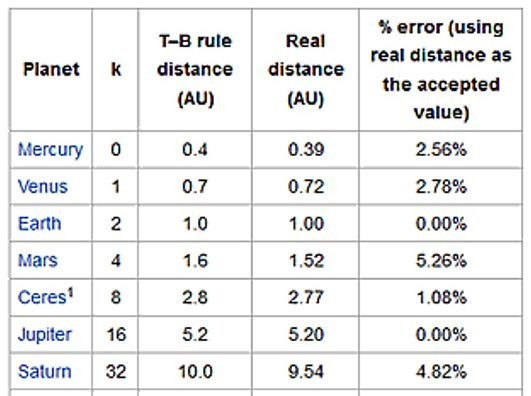 Planet k T–B rule distance (AU) Real distance (AU) % error (using real distance as the accepted value)
Mercury 0 0.4 0.39 2.56%
Venus 1 0.7 0.72 2.78%
Earth 2 1.0 1.00 0.00%
Mars 4 1.6 1.52 5.26%
Ceres¹ 8 2.8 2.77 1.08%
Jupiter 16 5.2 5.20 0.00%
Saturn 32 10.0 9.54 4.82%